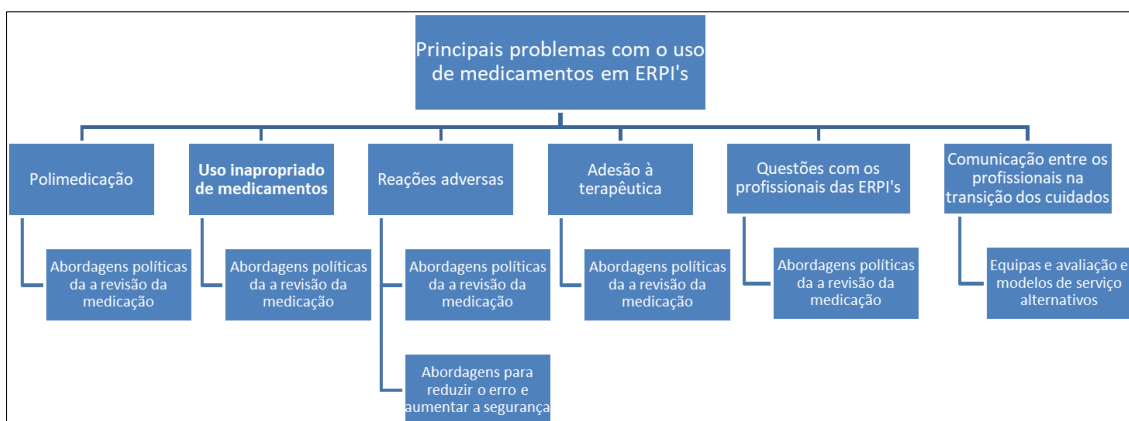 Principais problemas com o uso
de medicamentos em ERPI's
Polimedicação
Uso inapropriado
de medicamentos
Reações adversas
Adesão à
terapêutica
Questões com os
profissionais das ERPI's
Comunicação entre os
profissionais na
transição dos cuidados
Abordagens políticas
da a revisão da
medicação
Abordagens políticas
da a revisão da
medicação
Abordagens políticas
da a revisão da
medicação
Abordagens políticas
da a revisão da
medicação
Abordagens políticas
da a revisão da
medicação
Equipas e avaliação e
modelos de serviço
alternativos
Abordagens para
reduzir o erro e
aumentar a segurança